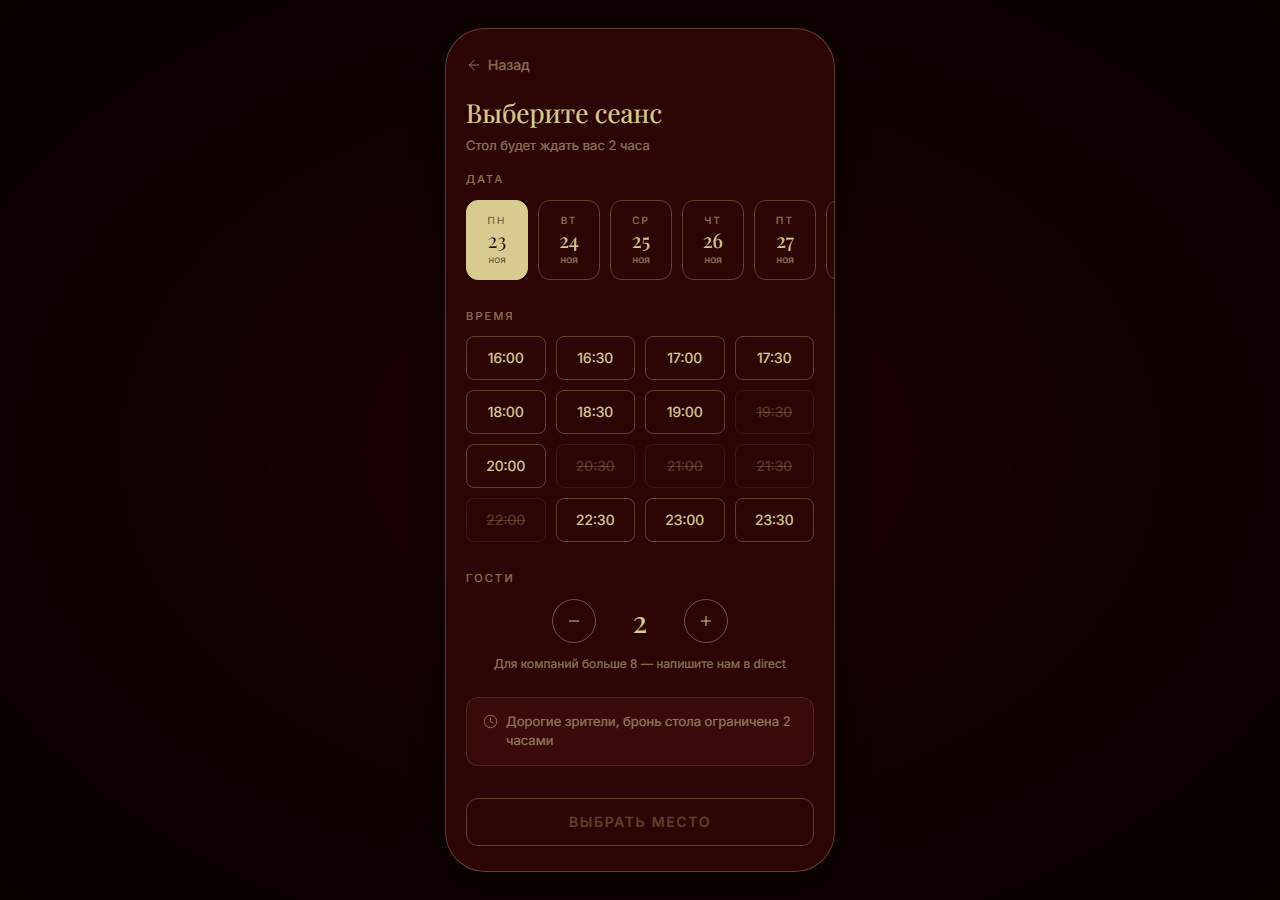 Назад
Выберите сеанс
Стол будет ждать вас 2 часа
ДАТА
ПН ВТ СР ЧТ ПТ
23 24 25 26 27
ноя ноя ноя ноя ноя
ВРЕМЯ
16:00 16:30 17:00 17:30
18:00 18:30 19:00 19:30
20:00 20:30 21:00 21:30
22:00 22:30 23:00 23:30
ГОСТИ
− 2 +
Для компаний больше 8 — напишите нам в direct
Дорогие зрители, бронь стола ограничена 2
часами
ВЫБРАТЬ МЕСТО